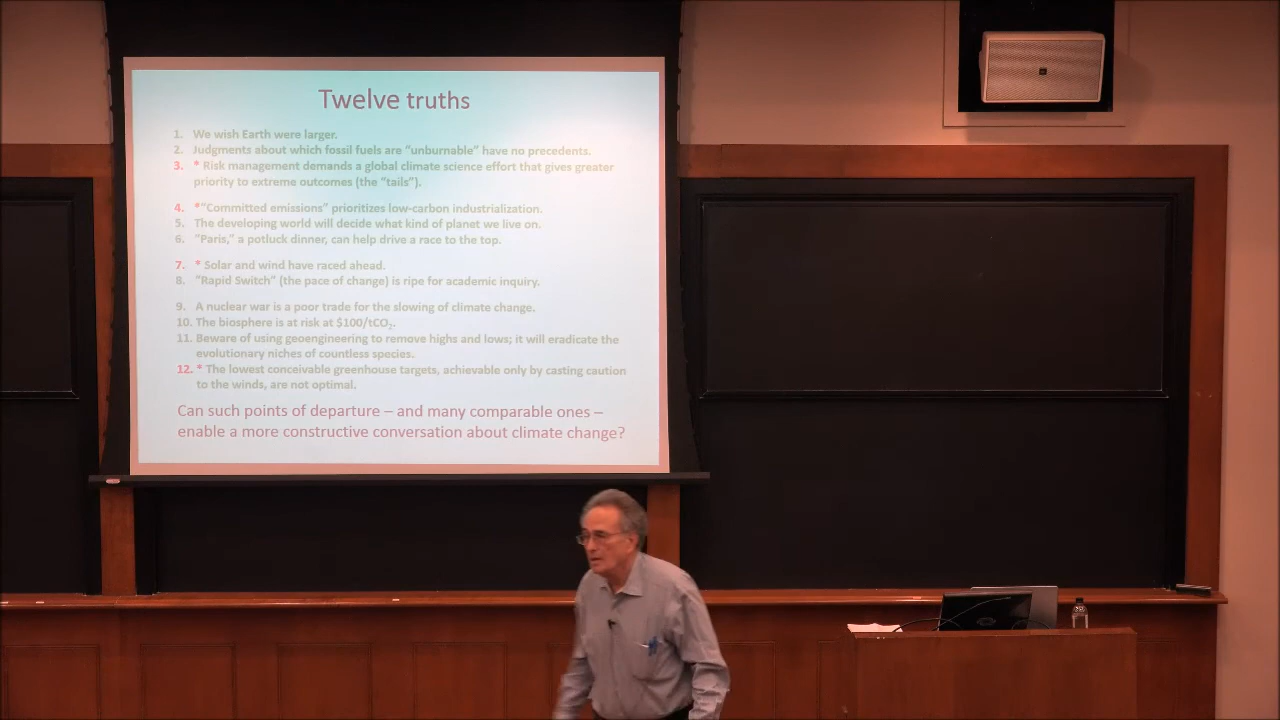 Twelve truths
1. We wish Earth were larger.
2. Judgments about which fossil fuels are “unburnable” have no precedents.
3. * Risk management demands a global climate science effort that gives greater
priority to extreme outcomes (the “tails”).
4. *“Committed emissions” prioritizes low-carbon industrialization.
5. The developing world will decide what kind of planet we live on.
6. “Paris,” a potluck dinner, can help drive a race to the top.
7. * Solar and wind have raced ahead.
8. “Rapid Switch” (the pace of change) is ripe for academic inquiry.
9. A nuclear war is a poor trade for the slowing of climate change.
10. The biosphere is at risk at $100/tCO₂.
11. Beware of using geoengineering to remove highs and lows; it will eradicate the
evolutionary niches of countless species.
12. * The lowest conceivable greenhouse targets, achievable only by casting caution
to the winds, are not optimal.
Can such points of departure – and many comparable ones –
enable a more constructive conversation about climate change?